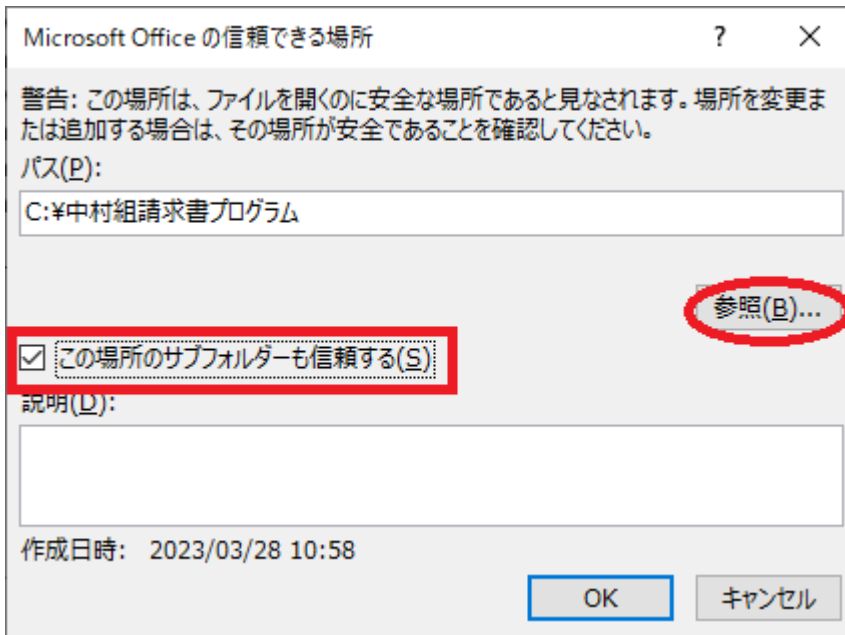 Microsoft Office の信頼できる場所
? ×
警告: この場所は、ファイルを開くのに安全な場所であると見なされます。場所を変更ま
たは追加する場合は、その場所が安全であることを確認してください。
パス(P):
C:¥中村組請求書プログラム
参照(B)...
この場所のサブフォルダーも信頼する(S)
説明(D):
作成日時: 2023/03/28 10:58
OK キャンセル